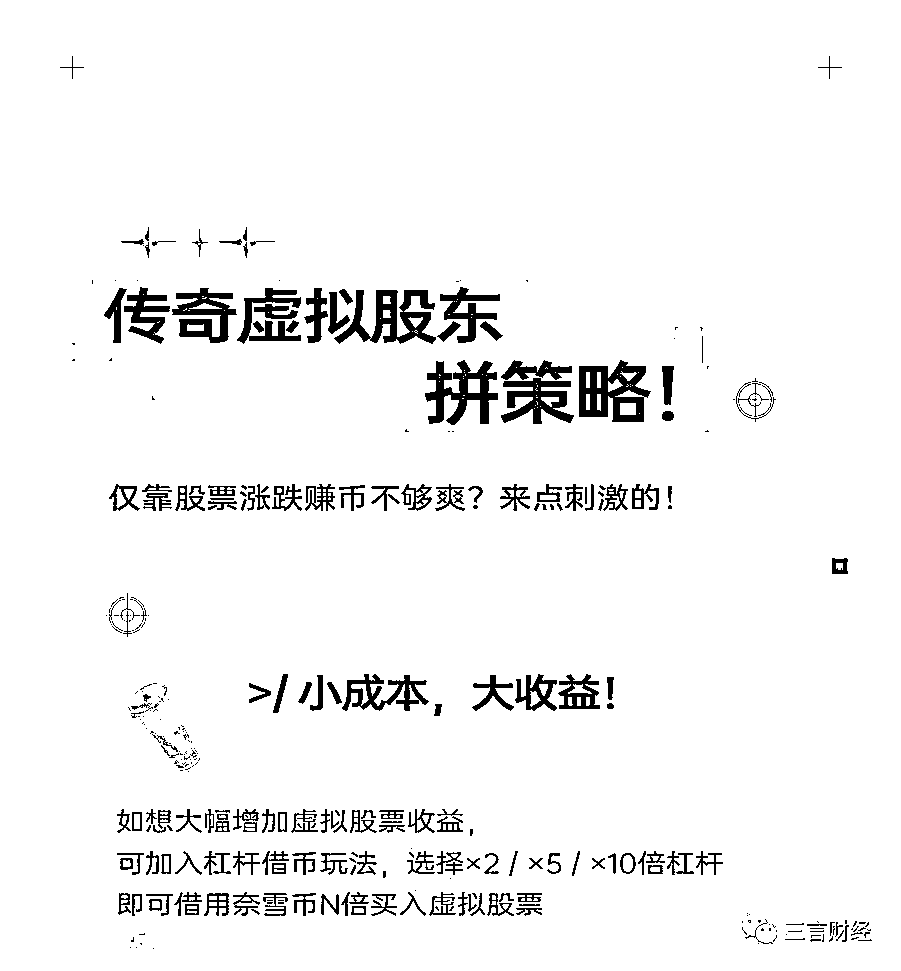 传奇虚拟股东
拼策略！
仅靠股票涨跌赚币不够爽？来点刺激的！
>/ 小成本，大收益！
如想大幅增加虚拟股票收益，
可加入杠杆借币玩法，选择×2 / ×5 / ×10倍杠杆
即可借用奈雪币N倍买入虚拟股票
三言财经